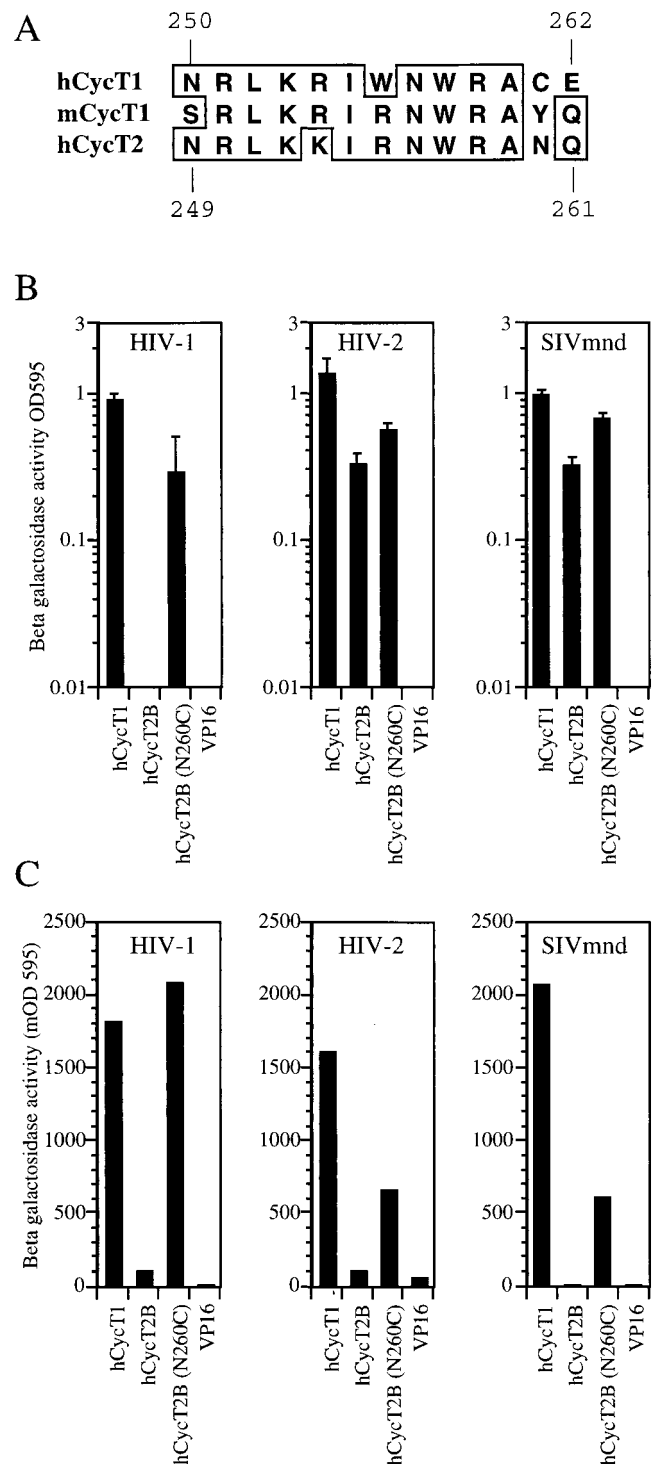 A
250 262
hCycT1 N R L K R I W N W R A C E
mCycT1 S R L K R I R N W R A Y Q
hCycT2 N R L K K I R N W R A N Q
249 261
B
Beta galactosidase activity OD595
HIV-1
3
1
0.1
0.01
hCycT1
hCycT2B
hCycT2B (N260C)
VP16
HIV-2
3
1
0.1
0.01
hCycT1
hCycT2B
hCycT2B (N260C)
VP16
SIVmnd
3
1
0.1
0.01
hCycT1
hCycT2B
hCycT2B (N260C)
VP16
C
Beta galactosidase activity (mOD 595)
HIV-1
2500
2000
1500
1000
500
0
hCycT1
hCycT2B
hCycT2B (N260C)
VP16
HIV-2
2500
2000
1500
1000
500
0
hCycT1
hCycT2B
hCycT2B (N260C)
VP16
SIVmnd
2500
2000
1500
1000
500
0
hCycT1
hCycT2B
hCycT2B (N260C)
VP16